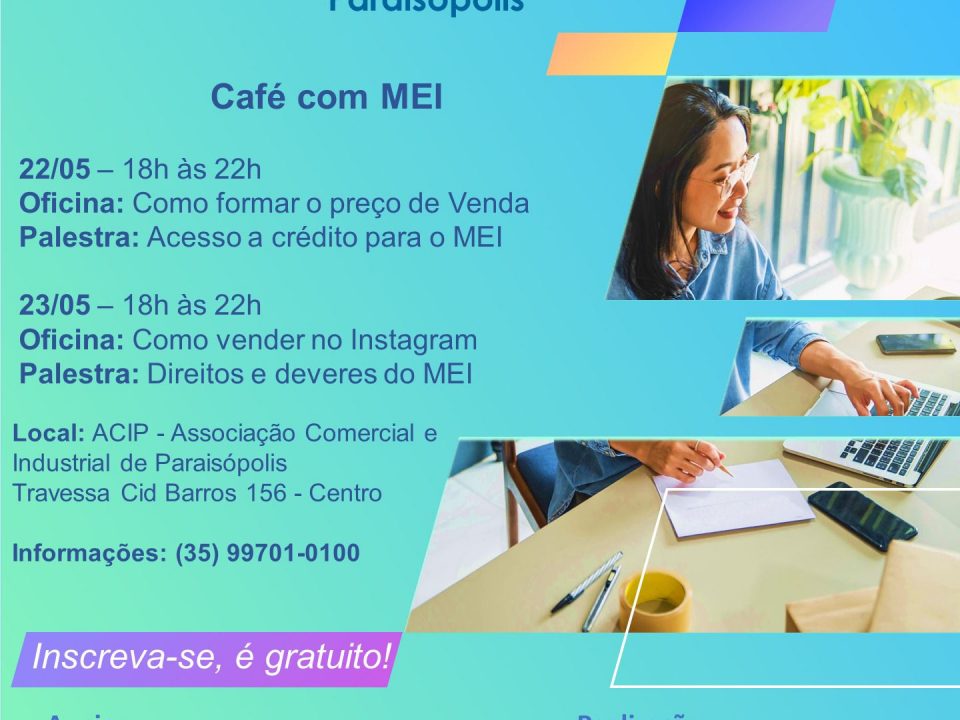 Paraisópolis
Café com MEI
22/05 – 18h às 22h
Oficina: Como formar o preço de Venda
Palestra: Acesso a crédito para o MEI
23/05 – 18h às 22h
Oficina: Como vender no Instagram
Palestra: Direitos e deveres do MEI
Local: ACIP - Associação Comercial e
Industrial de Paraisópolis
Travessa Cid Barros 156 - Centro
Informações: (35) 99701-0100
Inscreva-se, é gratuito!